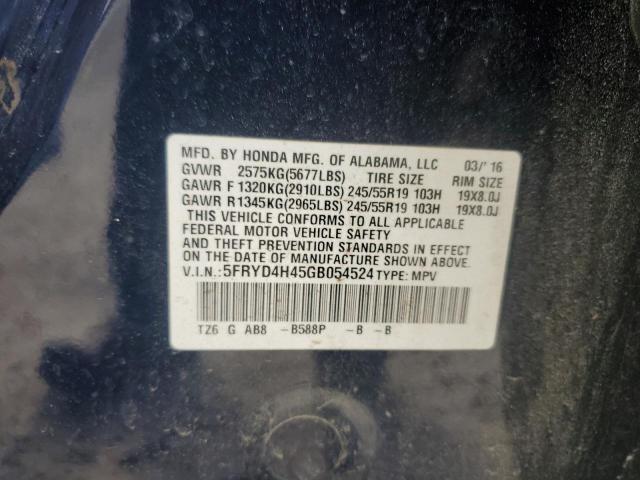 MFD. BY HONDA MFG. OF ALABAMA, LLC 03/'16
GVWR 2575KG(5677LBS) TIRE SIZE RIM SIZE
GAWR F 1320KG(2910LBS) 245/55R19 103H 19X8.0J
GAWR R1345KG(2965LBS) 245/55R19 103H 19X8.0J
THIS VEHICLE CONFORMS TO ALL APPLICABLE
FEDERAL MOTOR VEHICLE SAFETY
AND THEFT PREVENTION STANDARDS IN EFFECT
ON THE DATE OF MANUFACTURE SHOWN ABOVE.
V.I.N.:5FRYD4H45GB054524 TYPE: MPV
TZ6 G AB8 -B588P -B -B